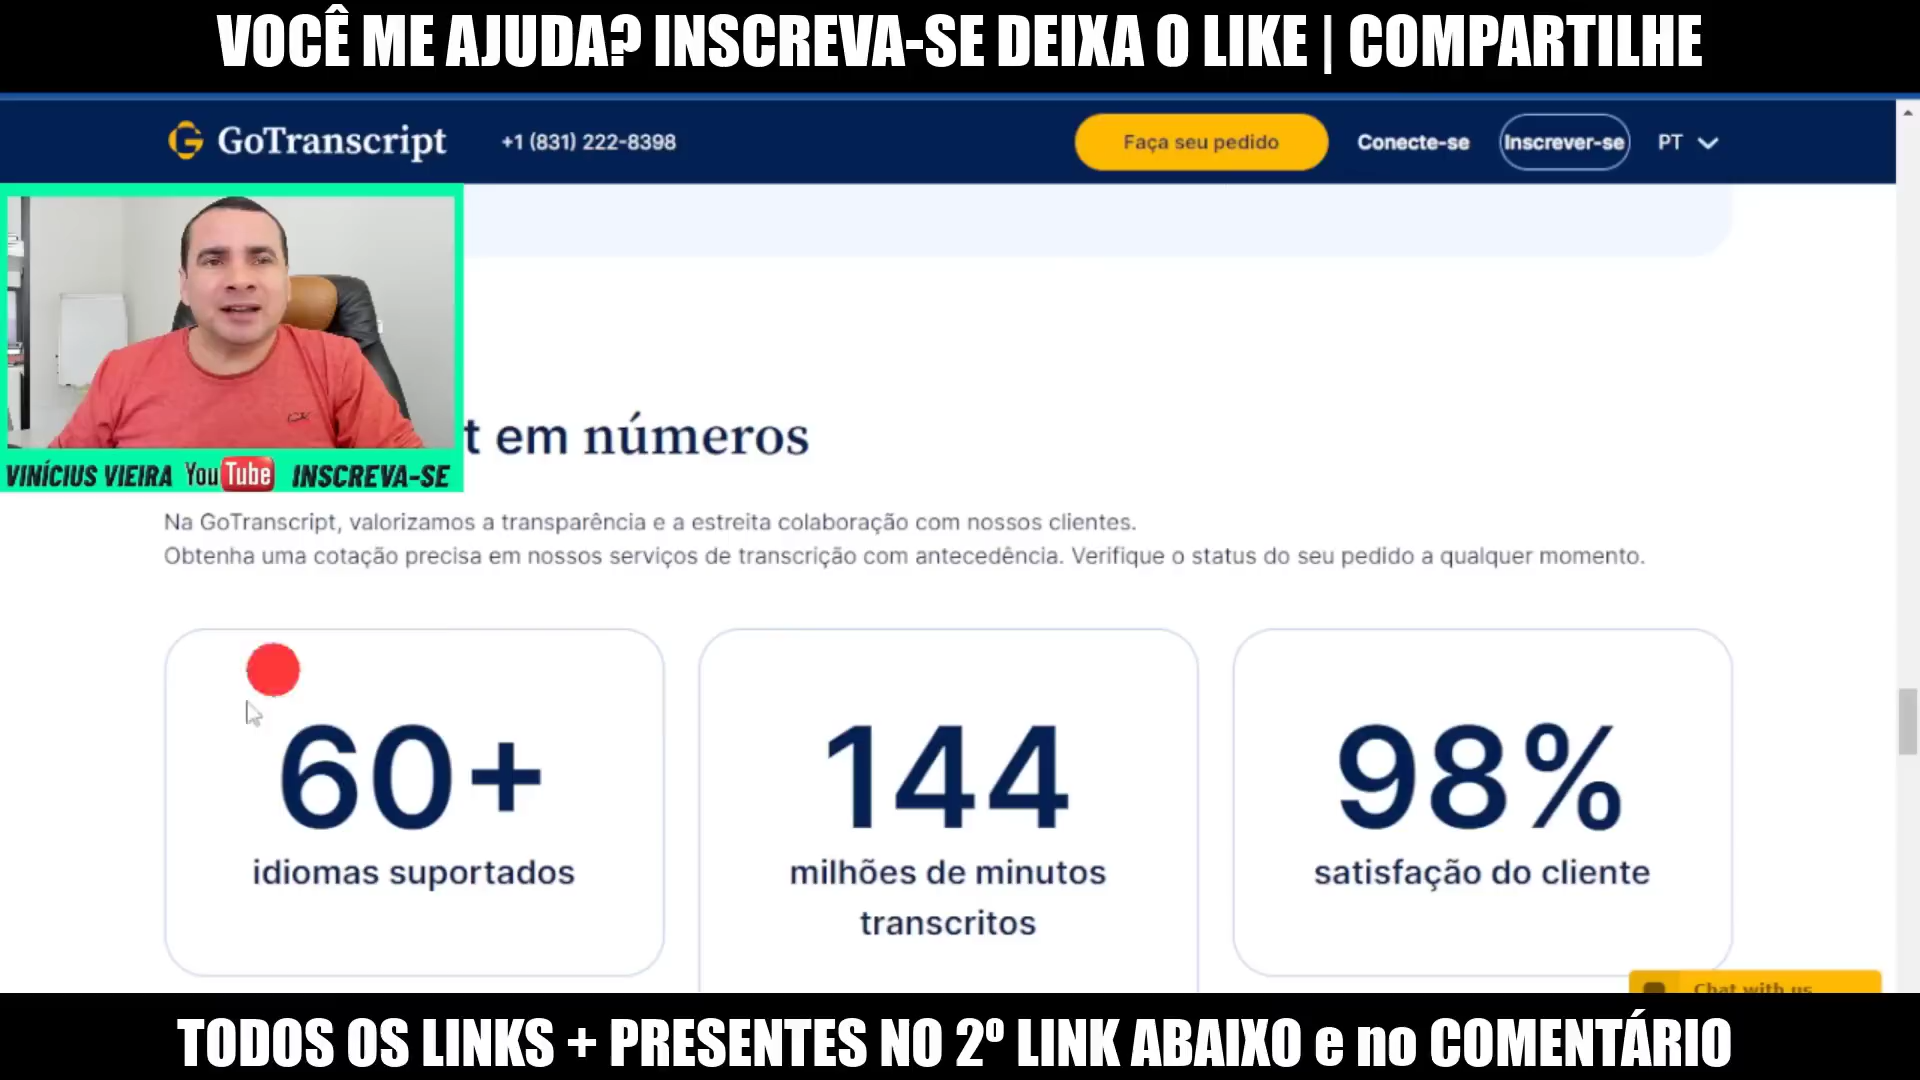 VOCÊ ME AJUDA? INSCREVA-SE DEIXA O LIKE | COMPARTILHE
GoTranscript
+1 (831) 222-8398
Faça seu pedido
Conecte-se
Inscrever-se
PT
VINÍCIUS VIEIRA YouTube INSCREVA-SE
t em números
Na GoTranscript, valorizamos a transparência e a estreita colaboração com nossos clientes.
Obtenha uma cotação precisa em nossos serviços de transcrição com antecedência. Verifique o status do seu pedido a qualquer momento.
60+
idiomas suportados
144
milhões de minutos
transcritos
98%
satisfação do cliente
Chat with us
TODOS OS LINKS + PRESENTES NO 2º LINK ABAIXO e no COMENTÁRIO